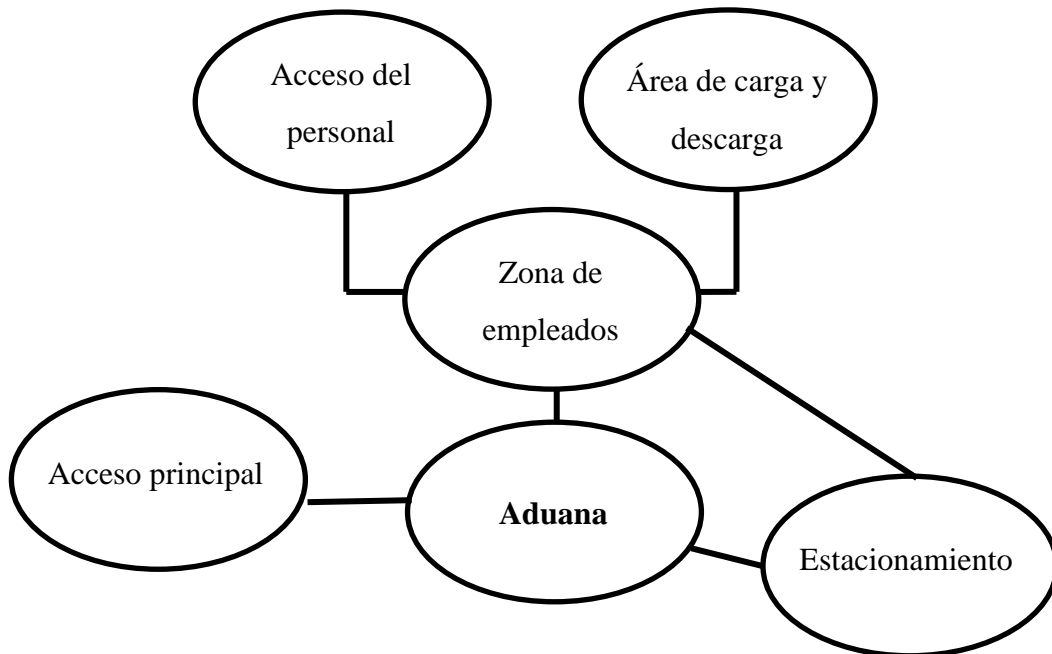 Acceso del
personal
Área de carga y
descarga
Zona de
empleados
Acceso principal
Aduana
Estacionamiento